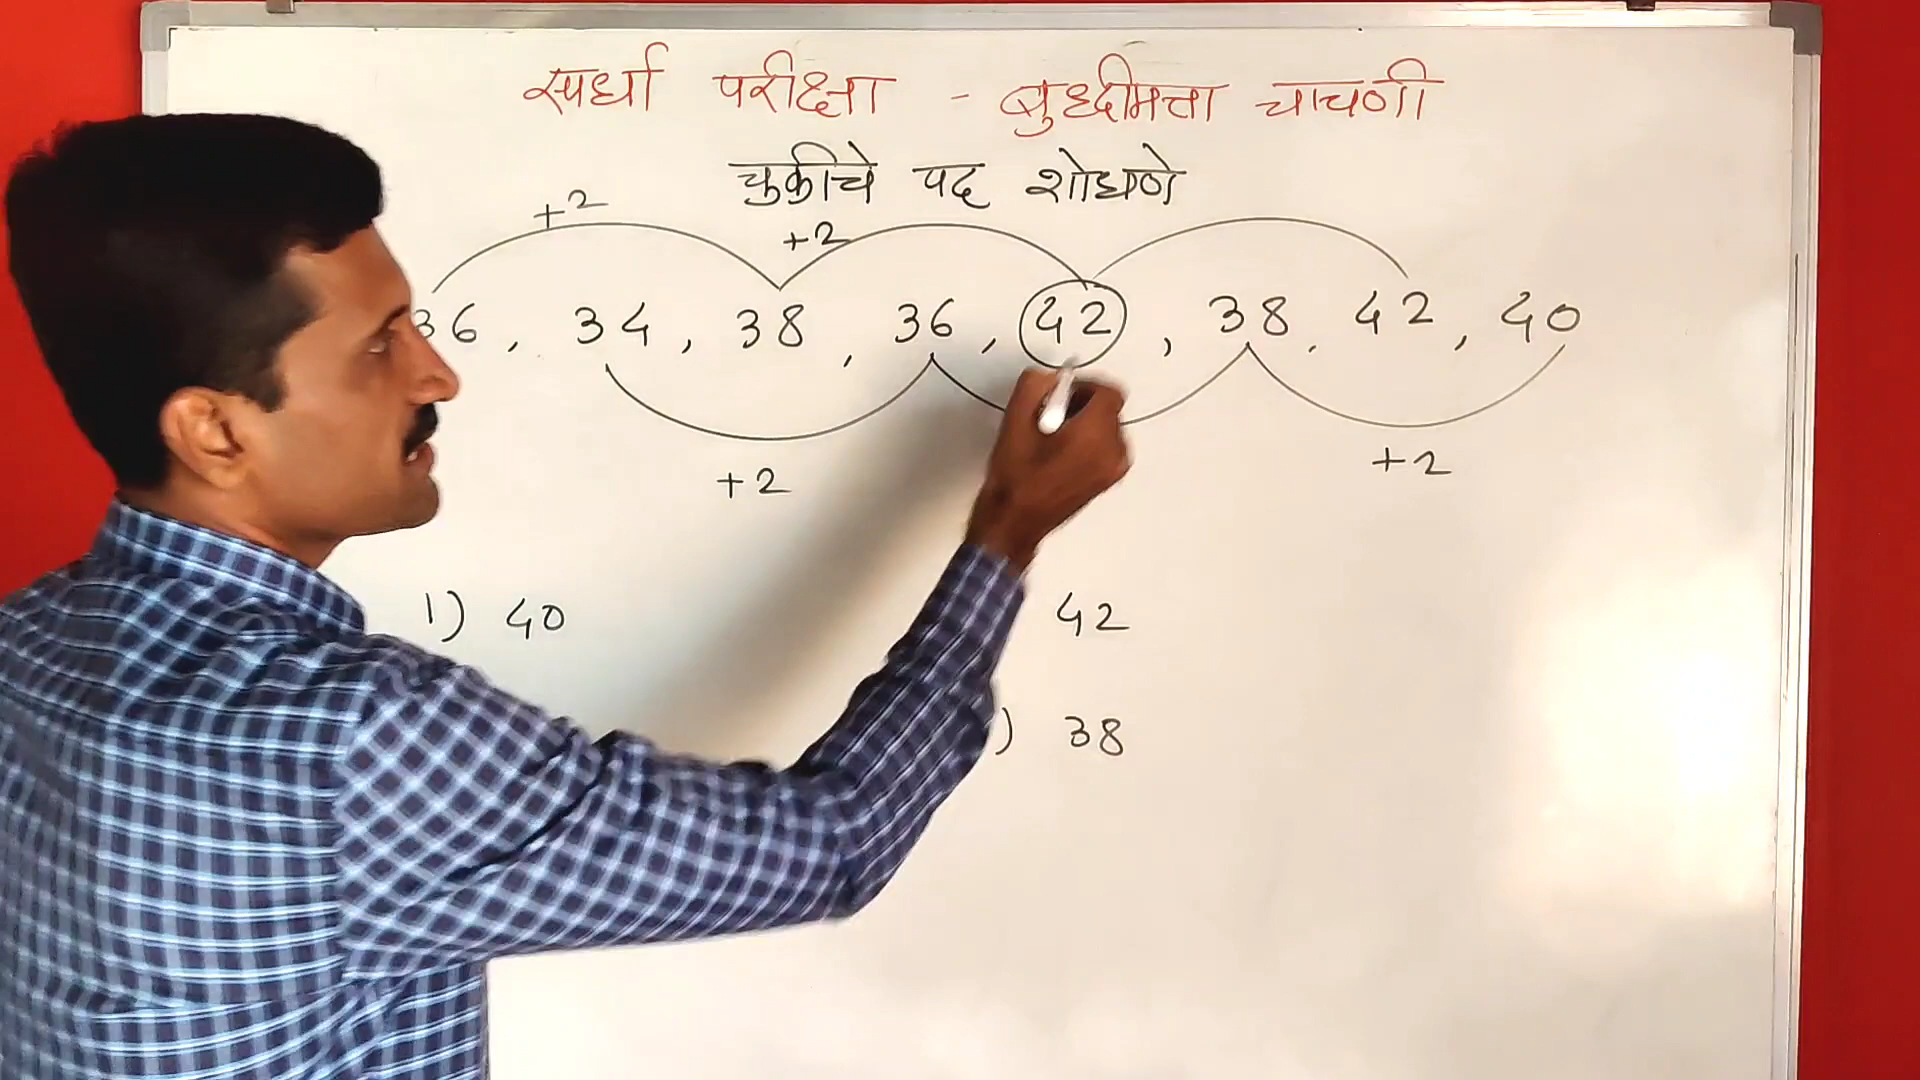 स्पर्धा परीक्षा - बुध्दीमत्ता चाचणी
चुकीचे पद शोधणे
+2
+2
36, 34, 38, 36, 42, 38, 42, 40
+2 +2
1) 40 42
) 38